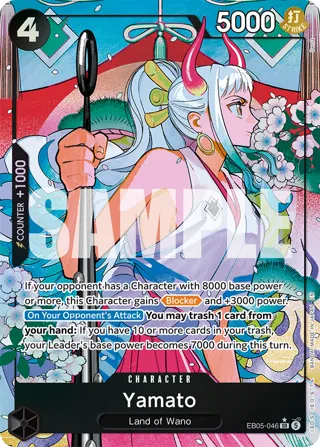 4
5000
打
STRIKE
COUNTER +1000
SAMPLE
If your opponent has a Character with 8000 base power
or more, this Character gains Blocker and +3000 power.
On Your Opponent's Attack You may trash 1 card from
your hand: If you have 10 or more cards in your trash,
your Leader's base power becomes 7000 during this turn.
CHARACTER
Yamato
Land of Wano
EB05-046 SR 5